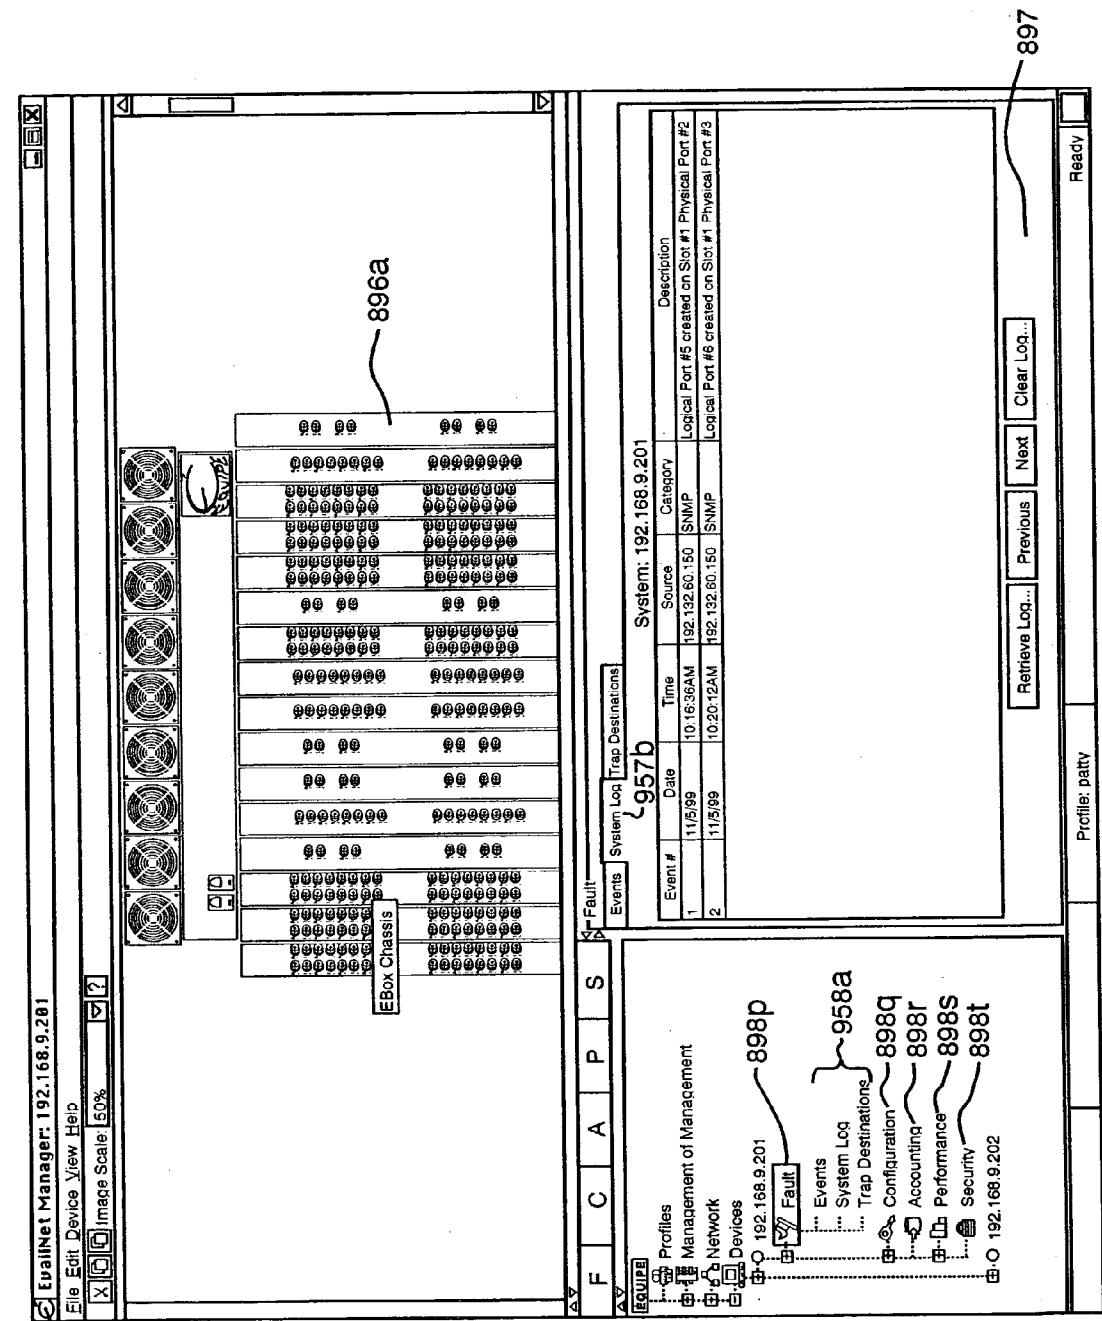 EqualNet Manager: 192.168.9.201
File Edit Device View Help
Image Scale: 50%
?
EBox Chassis
896a
F C A P S
EQUIPE
Profiles
Management of Management
Network
Devices
192.168.9.201
Fault
Events
System Log
Trap Destinations
Configuration
Accounting
Performance
Security
192.168.9.202
898p
958a
898q
898r
898s
898t
Fault
Events System Log Trap Destinations
957b
System: 192.168.9.201
Event # Date Time Source Category Description
1 11/5/99 10:16:36AM 192.132.60.150 SNMP Logical Port #5 created on Slot #1 Physical Port #2
2 11/5/99 10:20:12AM 192.132.60.150 SNMP Logical Port #6 created on Slot #1 Physical Port #3
Retrieve Log... Previous Next Clear Log...
897
Profile: patty
Ready